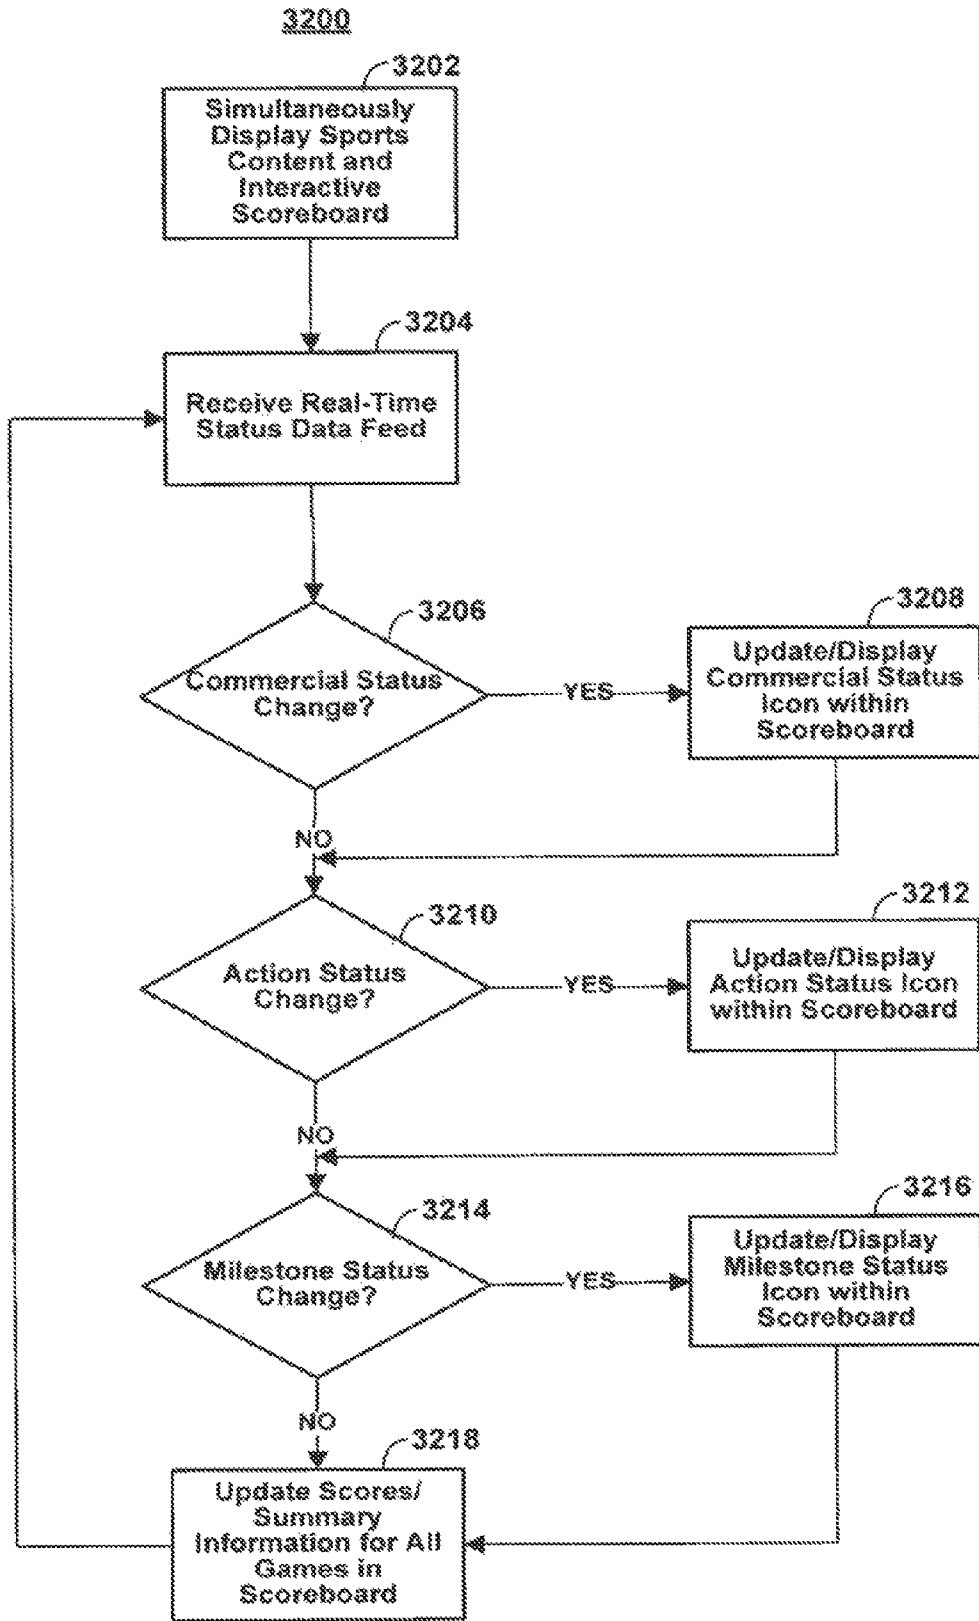 3200
3202
Simultaneously
Display Sports
Content and
Interactive
Scoreboard
3204
Receive Real-Time
Status Data Feed
3206
Commercial Status
Change?
YES
3208
Update/Display
Commercial Status
Icon within
Scoreboard
NO
3210
Action Status
Change?
YES
3212
Update/Display
Action Status Icon
within Scoreboard
NO
3214
Milestone Status
Change?
YES
3216
Update/Display
Milestone Status
Icon within
Scoreboard
NO
3218
Update Scores/
Summary
Information for All
Games in
Scoreboard